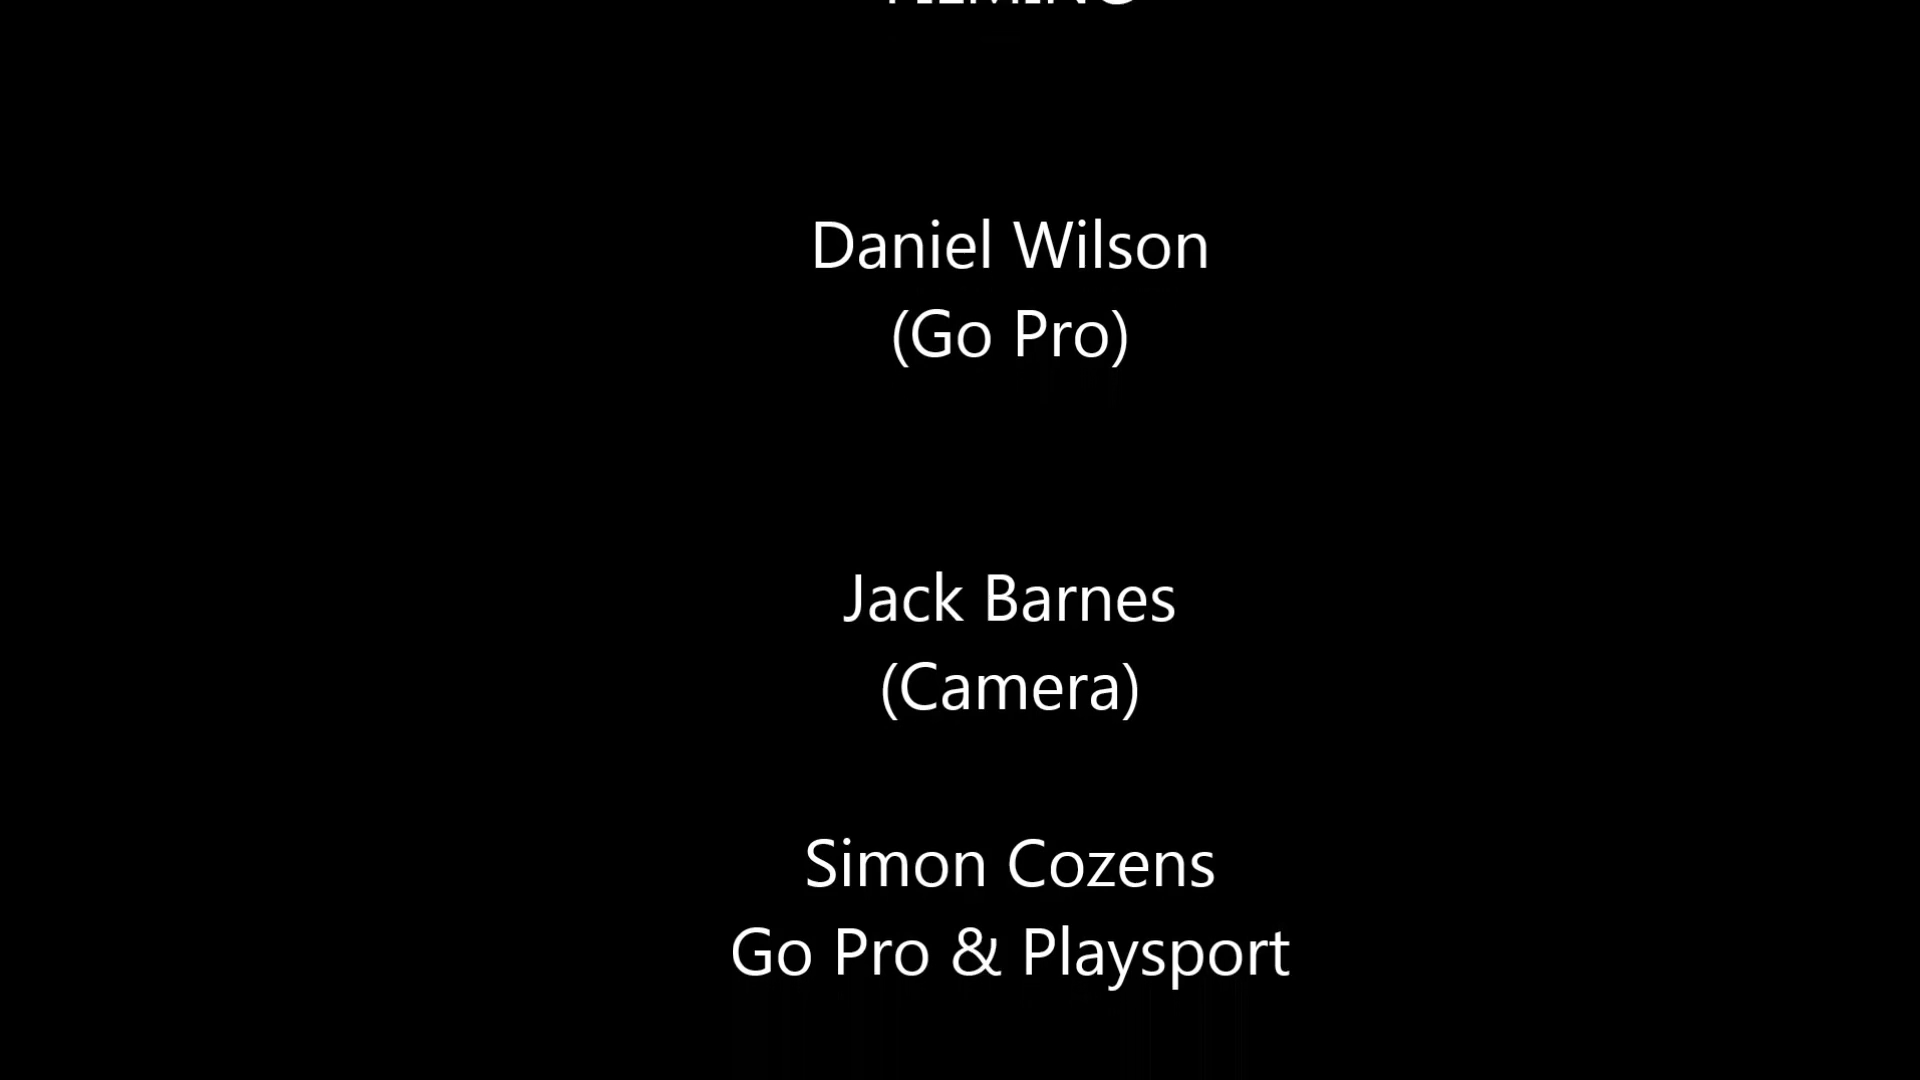 Daniel Wilson
(Go Pro)
Jack Barnes
(Camera)
Simon Cozens
Go Pro & Playsport